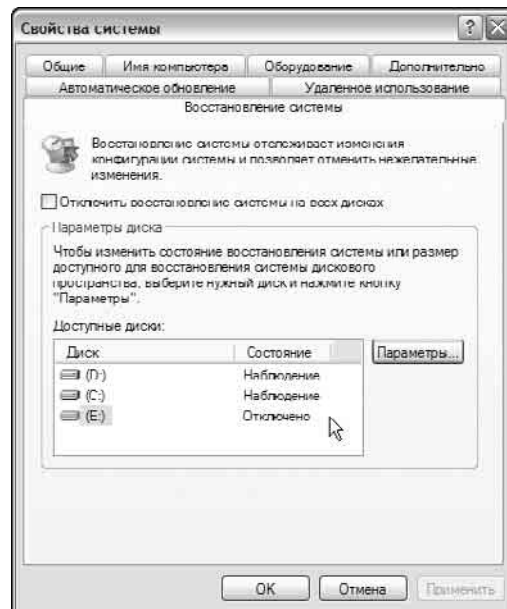 Свойства системы
Общие
Имя компьютера
Оборудование
Дополнительно
Автоматическое обновление
Удаленное использование
Восстановление системы
Восстановление системы отслеживает изменения
конфигурации системы и позволяет отменить нежелательные
изменения.
Отключить восстановление системы на всех дисках
Параметры диска
Чтобы изменить состояние восстановления системы или размер
доступного для восстановления системы дискового
пространства, выберите нужный диск и нажмите кнопку
"Параметры".
Доступные диски:
Диск Состояние
Параметры...
(D:) Наблюдение
(C:) Наблюдение
(E:) Отключено
OK
Отмена
Применить